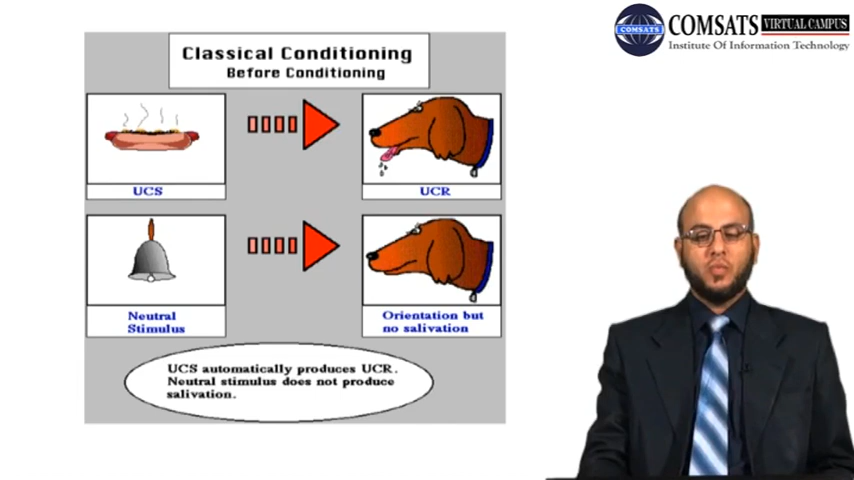 Classical Conditioning
Before Conditioning
UCS
UCR
Neutral
Stimulus
Orientation but
no salivation
UCS automatically produces UCR.
Neutral stimulus does not produce
salivation.
COMSATS
COMSATS VIRTUAL CAMPUS
Institute Of Information Technology